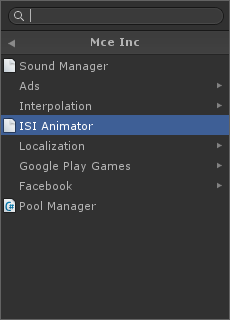 Mce Inc
Sound Manager
Ads
Interpolation
ISI Animator
Localization
Google Play Games
Facebook
Pool Manager